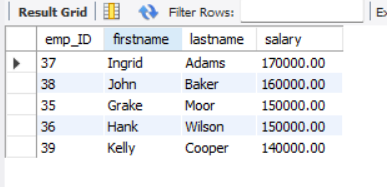 Result Grid Filter Rows: Ex
emp_ID firstname lastname salary
37 Ingrid Adams 170000.00
38 John Baker 160000.00
35 Grake Moor 150000.00
36 Hank Wilson 150000.00
39 Kelly Cooper 140000.00